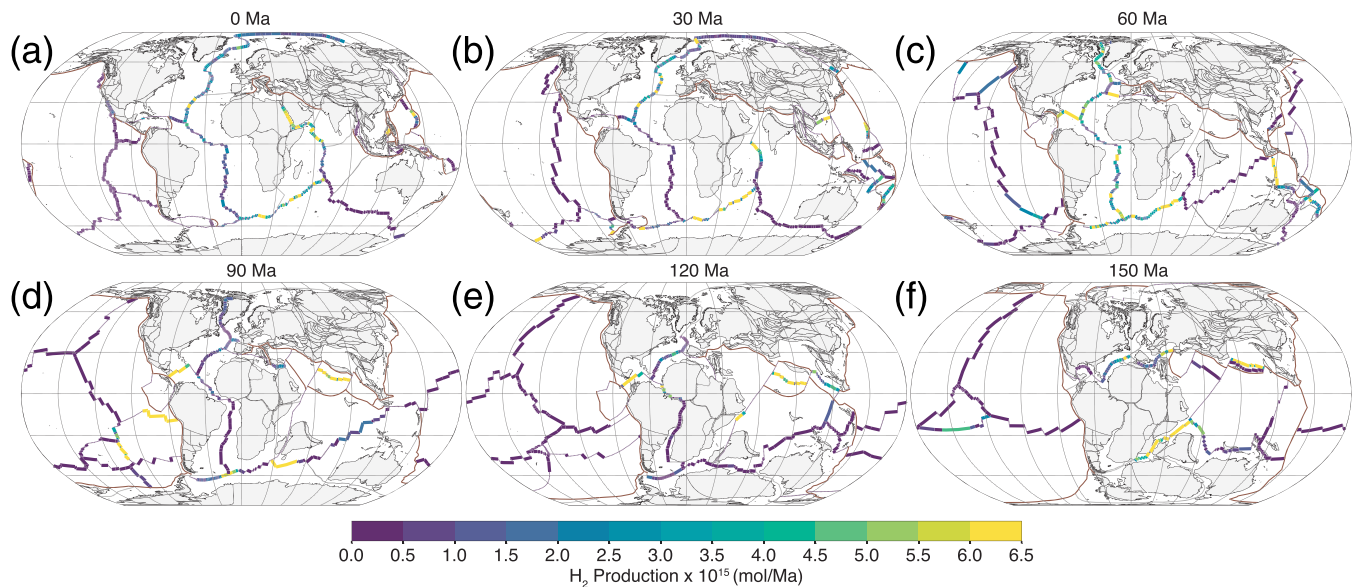 0 Ma
30 Ma
60 Ma
(a)
(b)
(c)
90 Ma
120 Ma
150 Ma
(d)
(e)
(f)
0.0 0.5 1.0 1.5 2.0 2.5 3.0 3.5 4.0 4.5 5.0 5.5 6.0 6.5
H₂ Production x 10¹⁵ (mol/Ma)